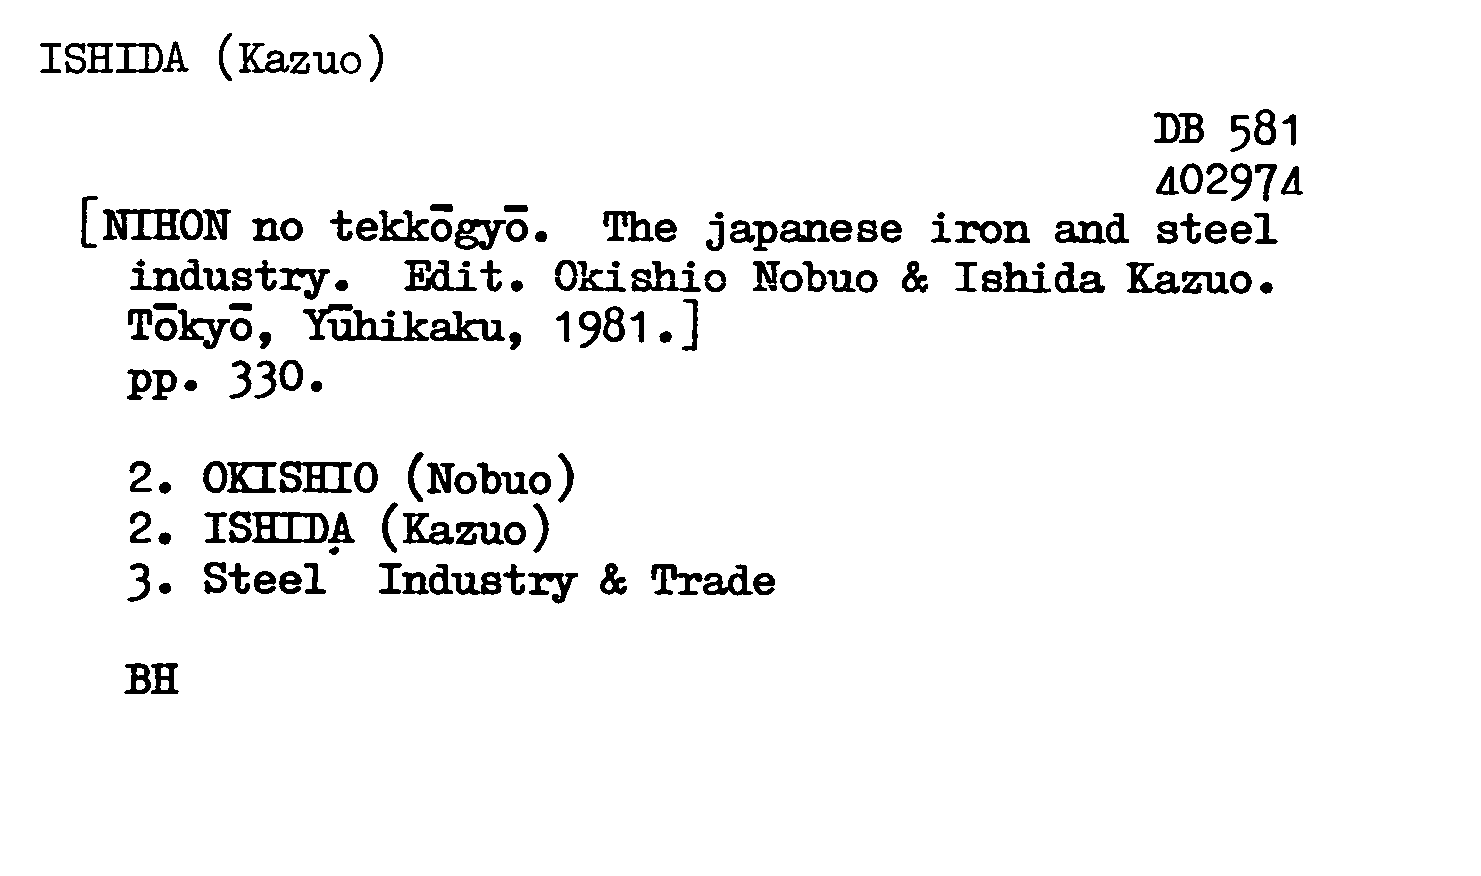 ISHIDA (Kazuo)
DB 581
402974
[NIHON no tekkōgyō. The japanese iron and steel
industry. Edit. Okishio Nobuo & Ishida Kazuo.
Tōkyō, Yūhikaku, 1981.]
pp. 330.
2. OKISHIO (Nobuo)
2. ISHIDA (Kazuo)
3. Steel Industry & Trade
BH